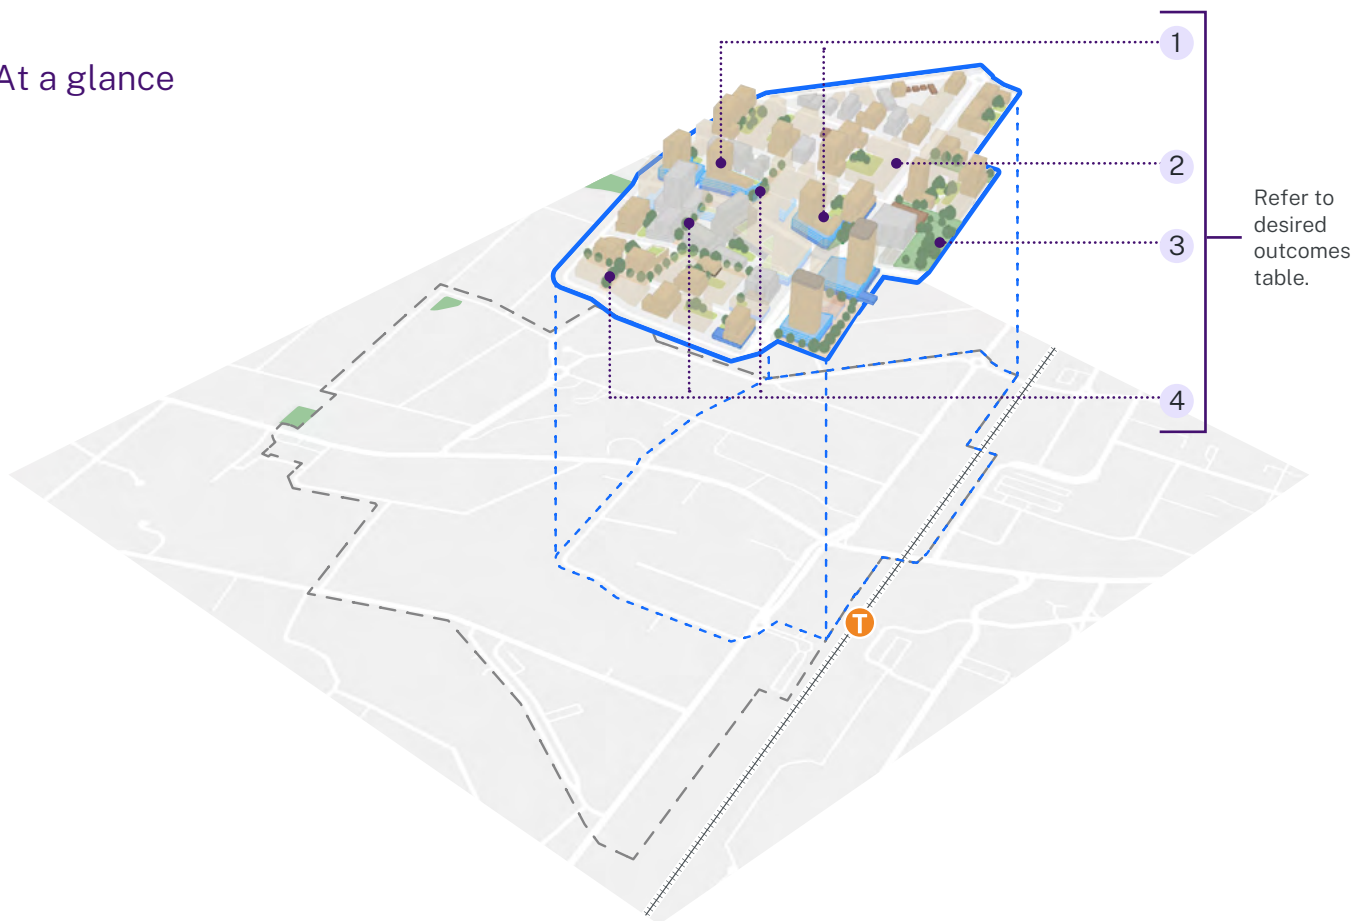 At a glance
1
2
3
4
Refer to
desired
outcomes
table.
T